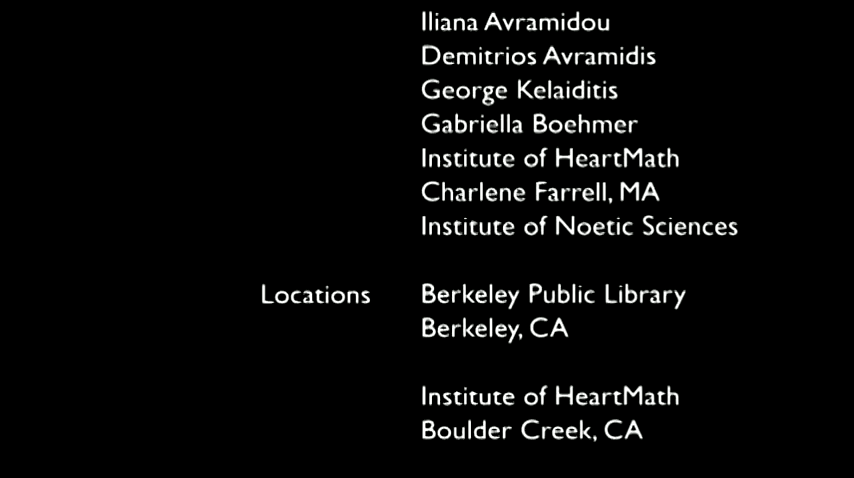 Iliana Avramidou
Demitrios Avramidis
George Kelaiditis
Gabriella Boehmer
Institute of HeartMath
Charlene Farrell, MA
Institute of Noetic Sciences
Locations Berkeley Public Library
Berkeley, CA
Institute of HeartMath
Boulder Creek, CA